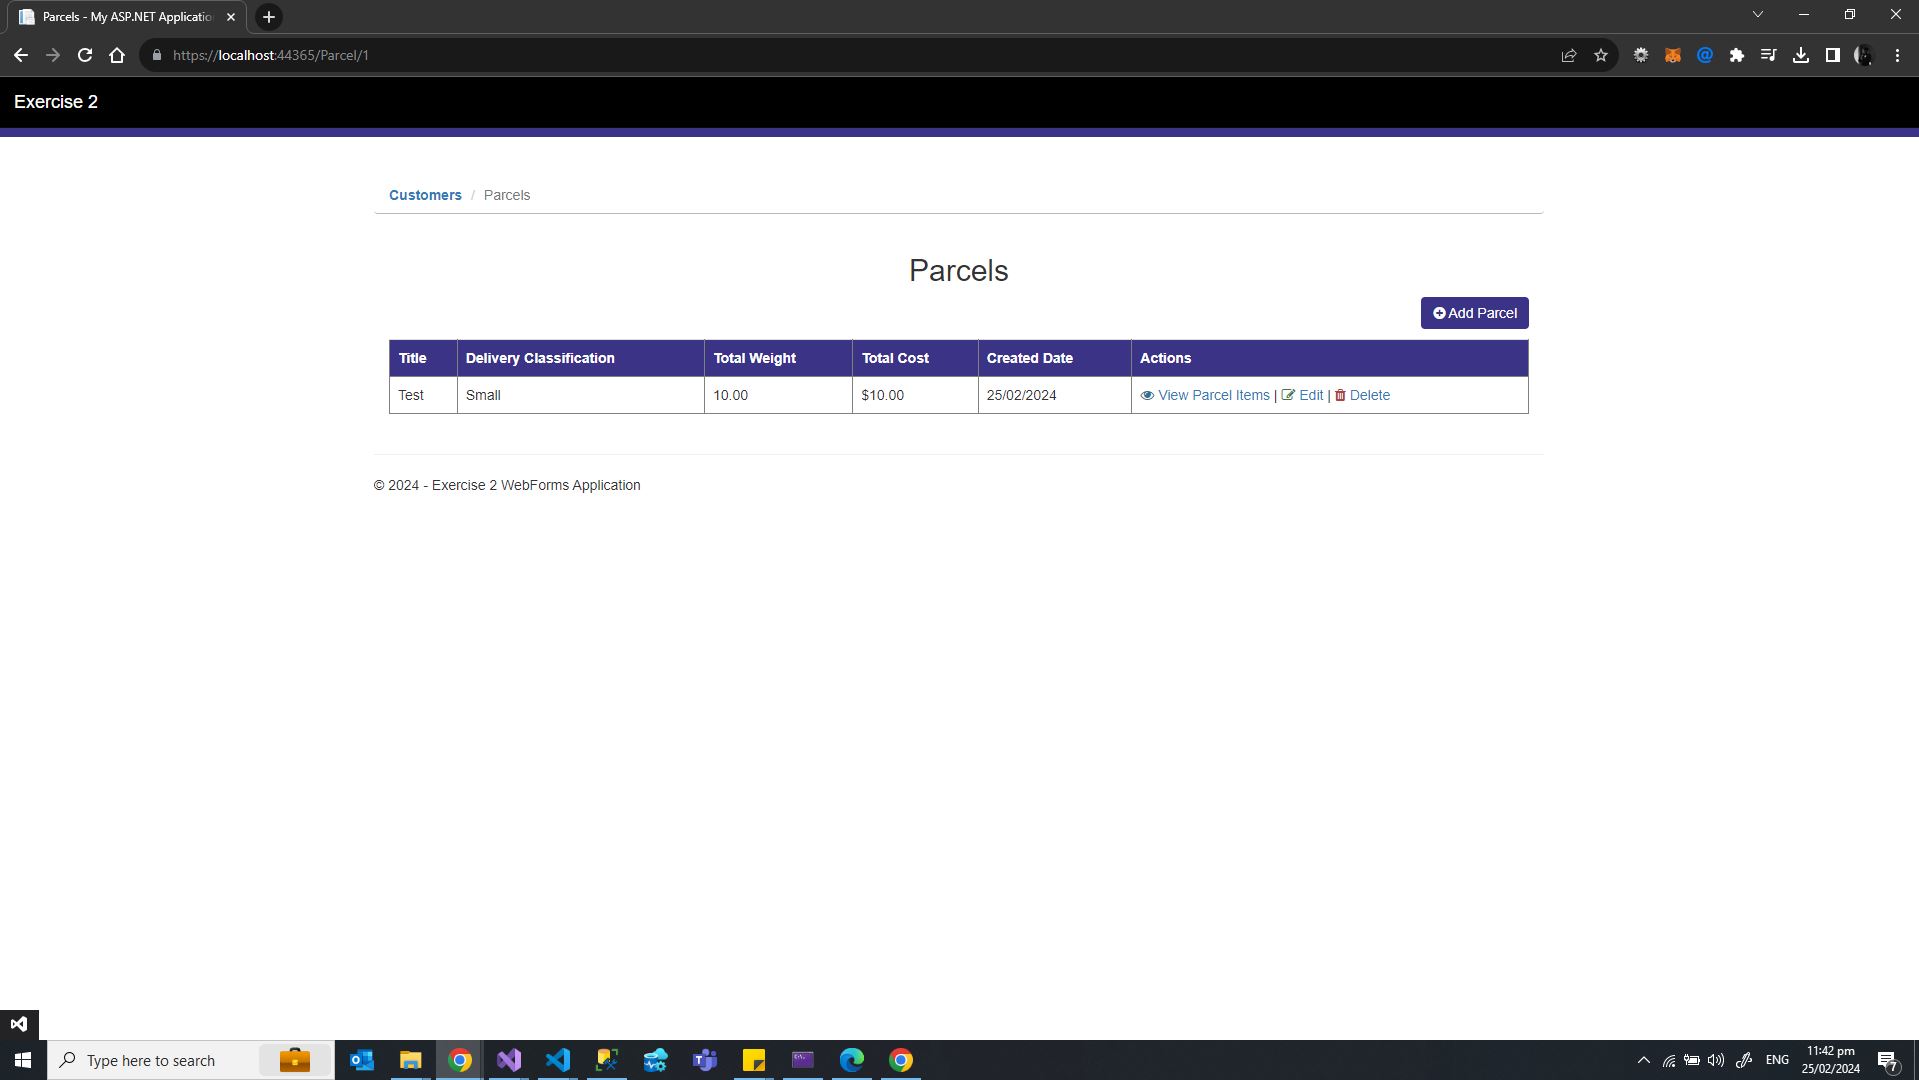 Parcels - My ASP.NET Applicatio
https://localhost:44365/Parcel/1
Exercise 2
Customers / Parcels
Parcels
Add Parcel
Title Delivery Classification Total Weight Total Cost Created Date Actions
Test Small 10.00 $10.00 25/02/2024 View Parcel Items | Edit | Delete
© 2024 - Exercise 2 WebForms Application
Type here to search
ENG
11:42 pm
25/02/2024
7